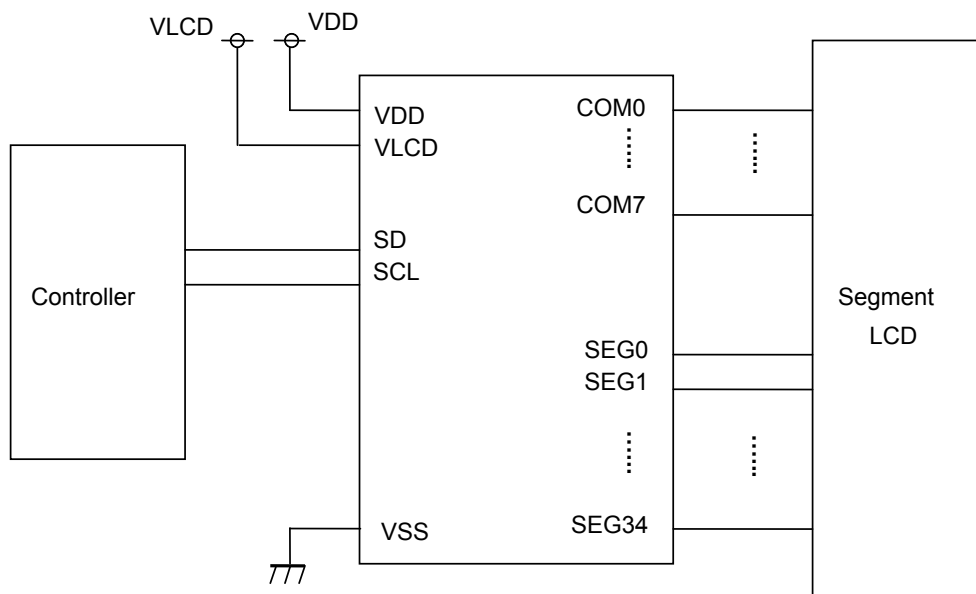 VLCD
VDD
VDD
VLCD
SD
SCL
VSS
COM0
COM7
SEG0
SEG1
SEG34
Controller
Segment
LCD